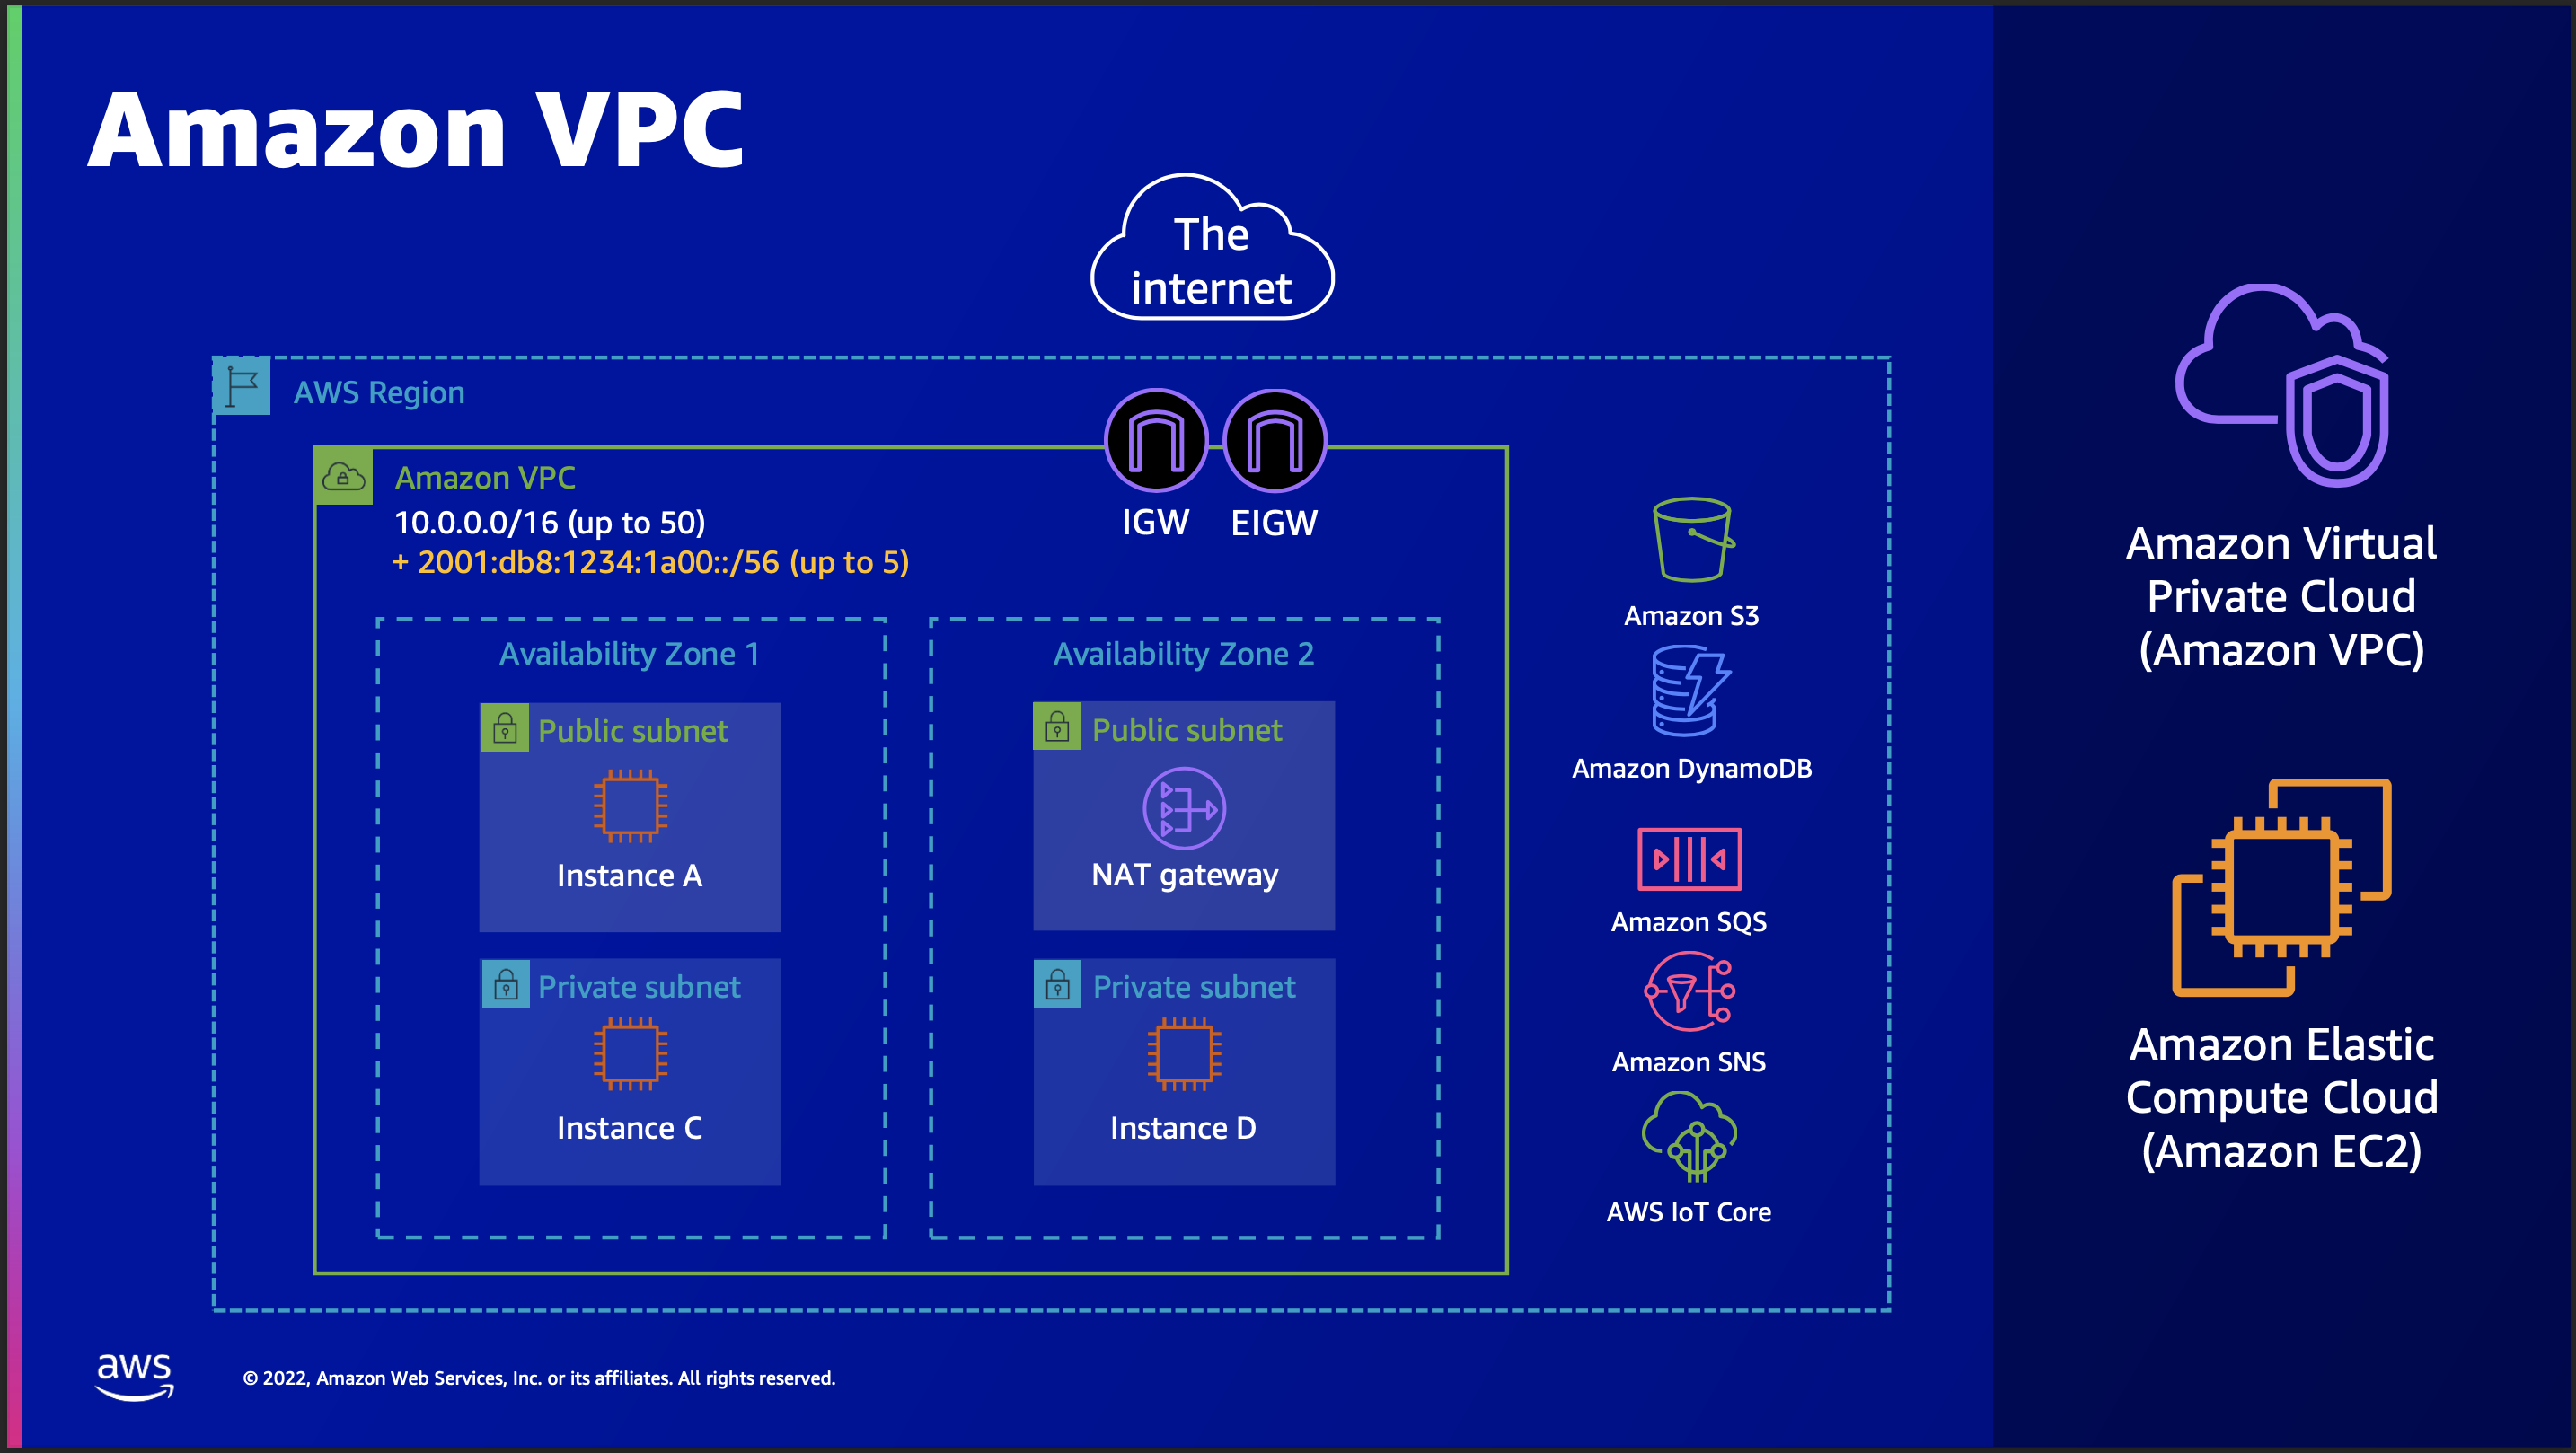 Amazon VPC
The
internet
AWS Region
Amazon VPC
10.0.0.0/16 (up to 50)
+ 2001:db8:1234:1a00::/56 (up to 5)
IGW
EIGW
Availability Zone 1
Public subnet
Instance A
Private subnet
Instance C
Availability Zone 2
Public subnet
NAT gateway
Private subnet
Instance D
Amazon S3
Amazon DynamoDB
Amazon SQS
Amazon SNS
AWS IoT Core
Amazon Virtual
Private Cloud
(Amazon VPC)
Amazon Elastic
Compute Cloud
(Amazon EC2)
aws
© 2022, Amazon Web Services, Inc. or its affiliates. All rights reserved.